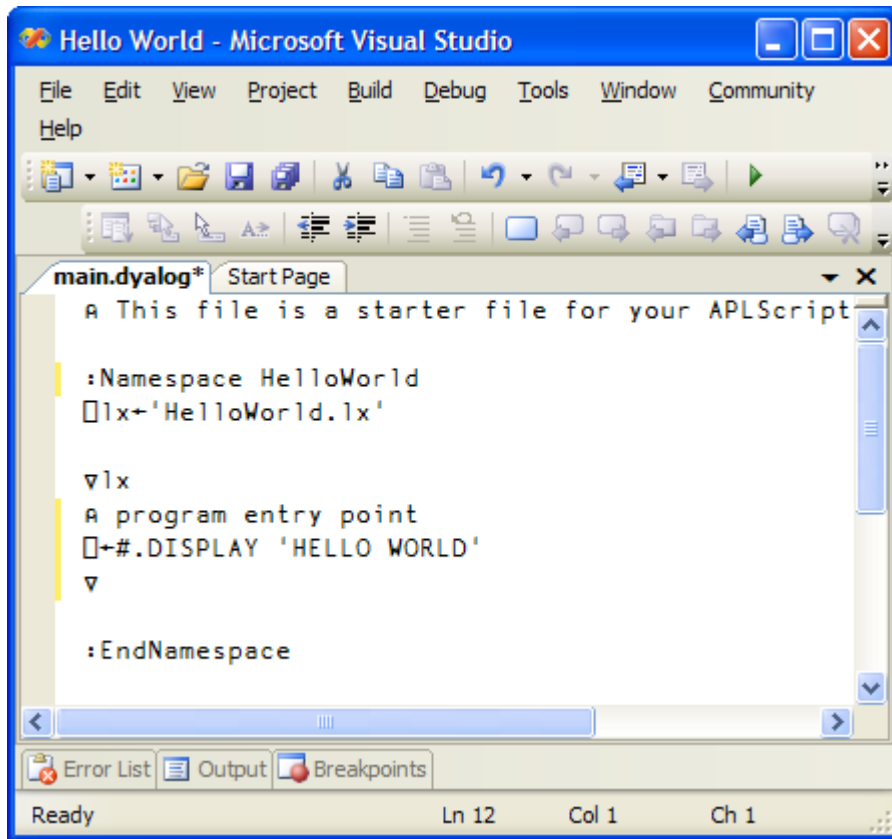 Hello World - Microsoft Visual Studio
File Edit View Project Build Debug Tools Window Community
Help
main.dyalog* Start Page
⍝ This file is a starter file for your APLScript
:Namespace HelloWorld
⎕lx←'HelloWorld.lx'
∇lx
⍝ program entry point
⎕←#.DISPLAY 'HELLO WORLD'
∇
:EndNamespace
Error List Output Breakpoints
Ready Ln 12 Col 1 Ch 1